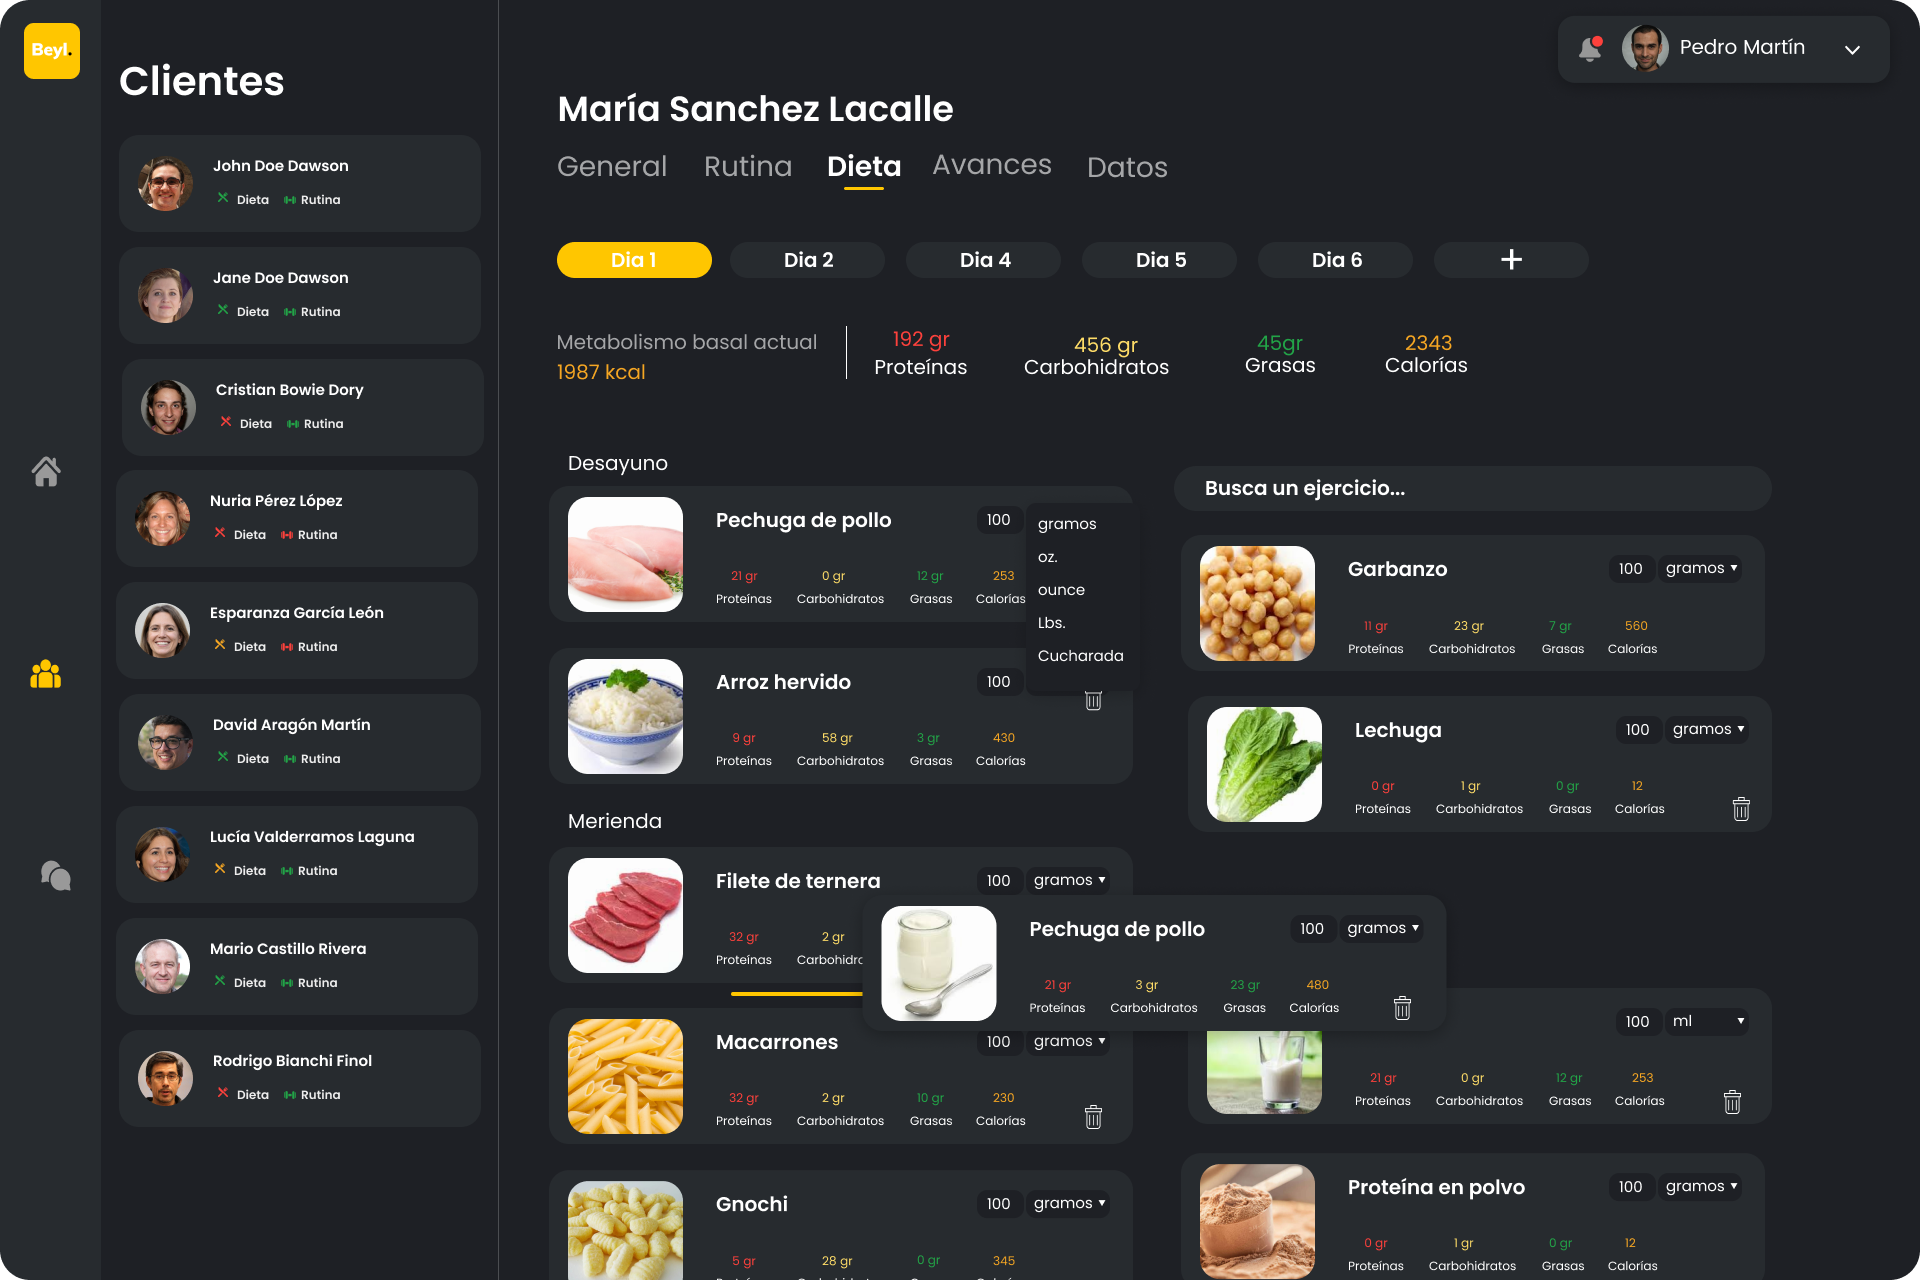 Beyl.
Clientes
John Doe Dawson
Dieta Rutina
Jane Doe Dawson
Dieta Rutina
Cristian Bowie Dory
Dieta Rutina
Nuria Pérez López
Dieta Rutina
Esperanza García León
Dieta Rutina
David Aragón Martín
Dieta Rutina
Lucía Valderramos Laguna
Dieta Rutina
Mario Castillo Rivera
Dieta Rutina
Rodrigo Bianchi Finol
Dieta Rutina
Pedro Martín
María Sanchez Lacalle
General Rutina Dieta Avances Datos
Dia 1 Dia 2 Dia 4 Dia 5 Dia 6 +
Metabolismo basal actual
1987 kcal
192 gr 456 gr 45gr 2343
Proteínas Carbohidratos Grasas Calorías
Desayuno
Pechuga de pollo 100
21 gr 0 gr 12 gr 253
Proteínas Carbohidratos Grasas Calorías
gramos
oz.
ounce
Lbs.
Cucharada
Arroz hervido 100
9 gr 58 gr 3 gr 430
Proteínas Carbohidratos Grasas Calorías
Merienda
Filete de ternera 100 gramos
32 gr 2 gr
Proteínas Carbohidra
Pechuga de pollo 100 gramos
21 gr 3 gr 23 gr 480
Proteínas Carbohidratos Grasas Calorías
Macarrones 100 gramos
32 gr 2 gr 10 gr 230
Proteínas Carbohidratos Grasas Calorías
Gnochi 100 gramos
5 gr 28 gr 0 gr 345
Busca un ejercicio...
Garbanzo 100 gramos
11 gr 23 gr 7 gr 560
Proteínas Carbohidratos Grasas Calorías
Lechuga 100 gramos
0 gr 1 gr 0 gr 12
Proteínas Carbohidratos Grasas Calorías
100 ml
21 gr 0 gr 12 gr 253
Proteínas Carbohidratos Grasas Calorías
Proteína en polvo 100 gramos
0 gr 1 gr 0 gr 12
Proteínas Carbohidratos Grasas Calorías